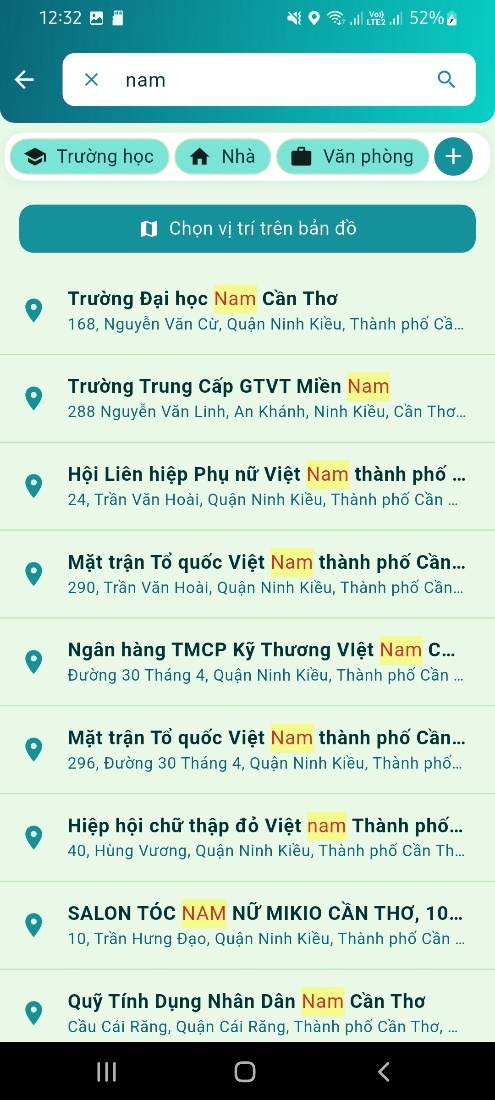 12:32 Vo)) LTE2 52%
nam
Trường học Nhà Văn phòng
Chọn vị trí trên bản đồ
Trường Đại học Nam Cần Thơ
168, Nguyễn Văn Cừ, Quận Ninh Kiều, Thành phố Cầ...
Trường Trung Cấp GTVT Miền Nam
288 Nguyễn Văn Linh, An Khánh, Ninh Kiều, Cần Thơ...
Hội Liên hiệp Phụ nữ Việt Nam thành phố ...
24, Trần Văn Hoài, Quận Ninh Kiều, Thành phố Cần ...
Mặt trận Tổ quốc Việt Nam thành phố Cần...
290, Trần Văn Hoài, Quận Ninh Kiều, Thành phố Cần...
Ngân hàng TMCP Kỹ Thương VIệt Nam C...
Đường 30 Tháng 4, Quận Ninh Kiều, Thành phố Cần ...
Mặt trận Tổ quốc Việt Nam thành phố Cần...
296, Đường 30 Tháng 4, Quận Ninh Kiều, Thành phố...
Hiệp hội chữ thập đỏ Việt nam Thành phố...
40, Hùng Vương, Quận Ninh Kiều, Thành phố Cần Th...
SALON TÓC NAM NỮ MIKIO CẦN THƠ, 10...
10, Trần Hưng Đạo, Quận Ninh Kiều, Thành phố Cần ...
Quỹ Tính Dụng Nhân Dân Nam Cần Thơ
Cầu Cái Răng, Quận Cái Răng, Thành phố Cần Thơ, ...